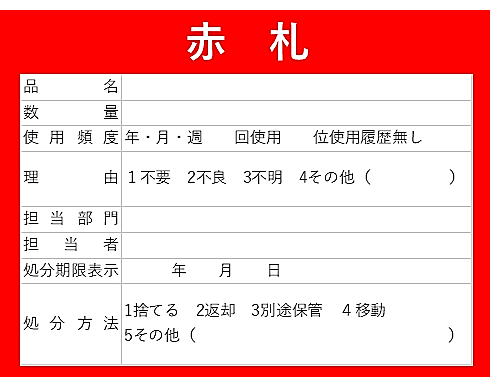 赤 札
品名
数量
使用頻度 年・月・週 回使用 位使用履歴無し
理由 1不要 2不良 3不明 4その他（ ）
担当部門
担当者
処分期限表示 年 月 日
処分方法 1捨てる 2返却 3別途保管 4移動
5その他（ ）